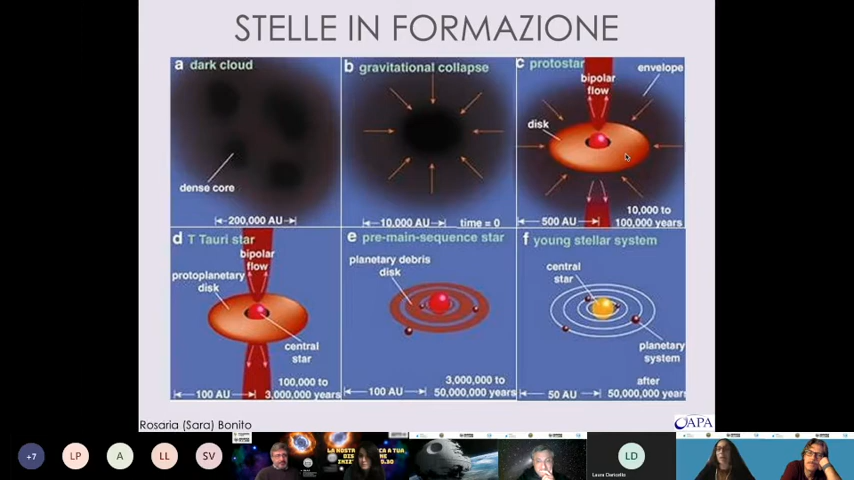 STELLE IN FORMAZIONE
a dark cloud
dense core
200,000 AU
b gravitational collapse
10,000 AU time = 0
c protostar
envelope
bipolar
flow
disk
500 AU
10,000 to
100,000 years
d T Tauri star
bipolar
flow
protoplanetary
disk
central
star
100 AU
100,000 to
3,000,000 years
e pre-main-sequence star
planetary debris
disk
100 AU
3,000,000 to
50,000,000 years
f young stellar system
central
star
planetary
system
50 AU
after
50,000,000 years
Rosaria (Sara) Bonito
OAPA
+7
LP
A
LL
SV
LA NOSTRA
LD